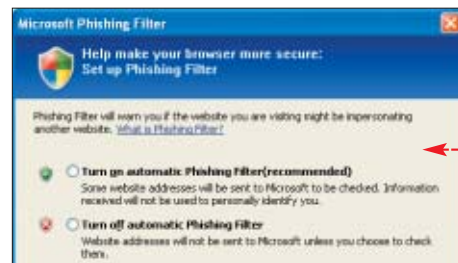 Microsoft Phishing Filter
Help make your browser more secure:
Set up Phishing Filter
Phishing Filter will warn you if the website you are visiting might be impersonating
another website. What is Phishing Filter?
Turn on automatic Phishing Filter(recommended)
Some website addresses will be sent to Microsoft to be checked. Information
received will not be used to personally identify you.
Turn off automatic Phishing Filter
Website addresses will not be sent to Microsoft unless you choose to check
them.